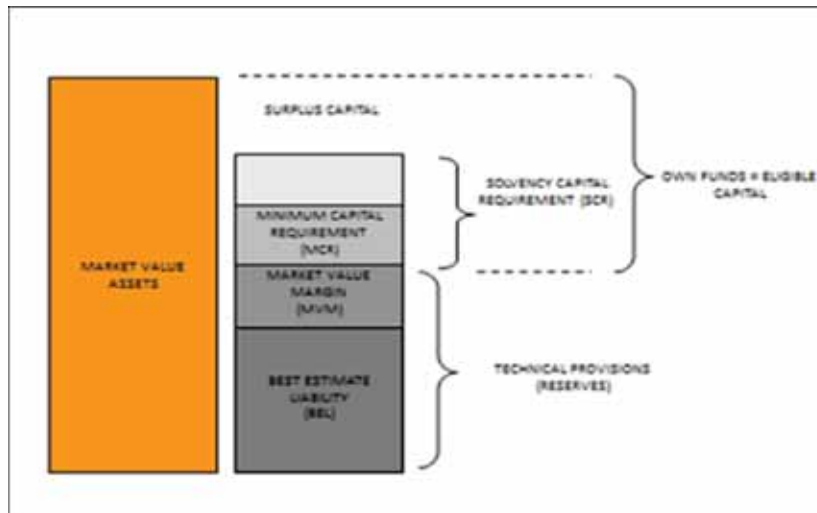 SURPLUS CAPITAL
SOLVENCY CAPITAL
REQUIREMENT (SCR)
OWN FUNDS = ELIGIBLE
CAPITAL
MINIMUM CAPITAL
REQUIREMENT
(MCR)
MARKET VALUE
ASSETS
MARKET VALUE
MARGIN
(MVM)
TECHNICAL PROVISIONS
(RESERVES)
BEST ESTIMATE
LIABILITY
(BEL)